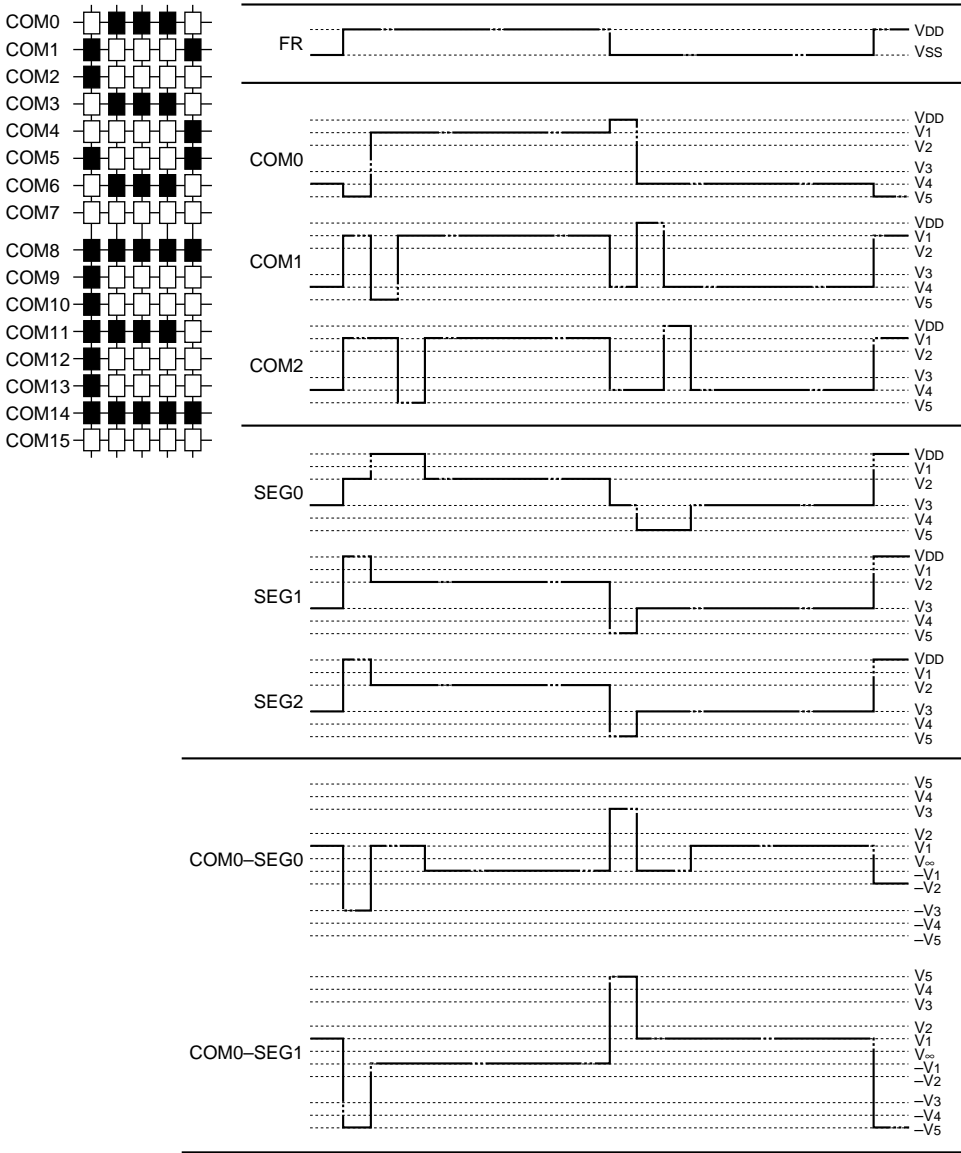 COM0
COM1
COM2
COM3
COM4
COM5
COM6
COM7
COM8
COM9
COM10
COM11
COM12
COM13
COM14
COM15
FR
VDD
VSS
COM0
VDD
V1
V2
V3
V4
V5
COM1
VDD
V1
V2
V3
V4
V5
COM2
VDD
V1
V2
V3
V4
V5
SEG0
VDD
V1
V2
V3
V4
V5
SEG1
VDD
V1
V2
V3
V4
V5
SEG2
VDD
V1
V2
V3
V4
V5
COM0–SEG0
V5
V4
V3
V2
V1
V∞
–V1
–V2
–V3
–V4
–V5
COM0–SEG1
V5
V4
V3
V2
V1
V∞
–V1
–V2
–V3
–V4
–V5